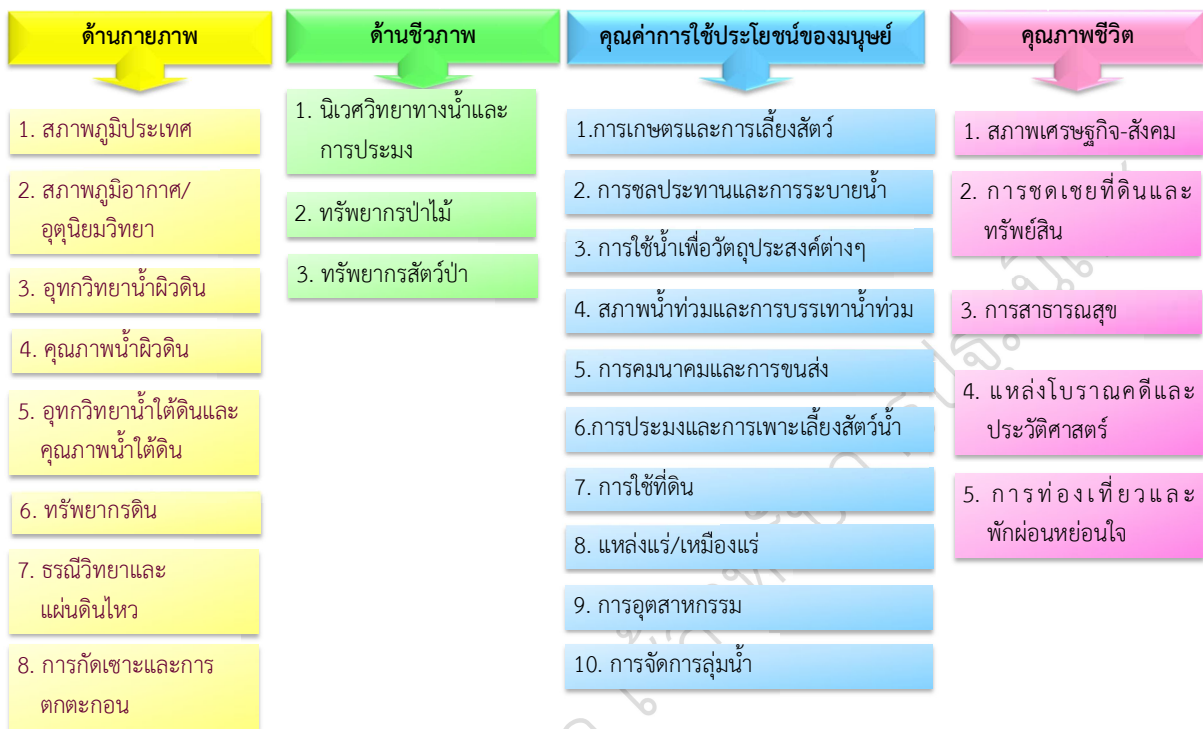 ด้านกายภาพ
1. สภาพภูมิประเทศ
2. สภาพภูมิอากาศ/
อุตุนิยมวิทยา
3. อุทกวิทยาน้ำผิวดิน
4. คุณภาพน้ำผิวดิน
5. อุทกวิทยาน้ำใต้ดินและ
คุณภาพน้ำใต้ดิน
6. ทรัพยากรดิน
7. ธรณีวิทยาและ
แผ่นดินไหว
8. การกัดเซาะและการ
ตกตะกอน
ด้านชีวภาพ
1. นิเวศวิทยาทางน้ำและ
การประมง
2. ทรัพยากรป่าไม้
3. ทรัพยากรสัตว์ป่า
คุณค่าการใช้ประโยชน์ของมนุษย์
1.การเกษตรและการเลี้ยงสัตว์
2. การชลประทานและการระบายน้ำ
3. การใช้น้ำเพื่อวัตถุประสงค์ต่างๆ
4. สภาพน้ำท่วมและการบรรเทาน้ำท่วม
5. การคมนาคมและการขนส่ง
6.การประมงและการเพาะเลี้ยงสัตว์น้ำ
7. การใช้ที่ดิน
8. แหล่งแร่/เหมืองแร่
9. การอุตสาหกรรม
10. การจัดการลุ่มน้ำ
คุณภาพชีวิต
1. สภาพเศรษฐกิจ-สังคม
2. การชดเชยที่ดินและ
ทรัพย์สิน
3. การสาธารณสุข
4. แหล่งโบราณคดีและ
ประวัติศาสตร์
5. การท่องเที่ยวและ
พักผ่อนหย่อนใจ